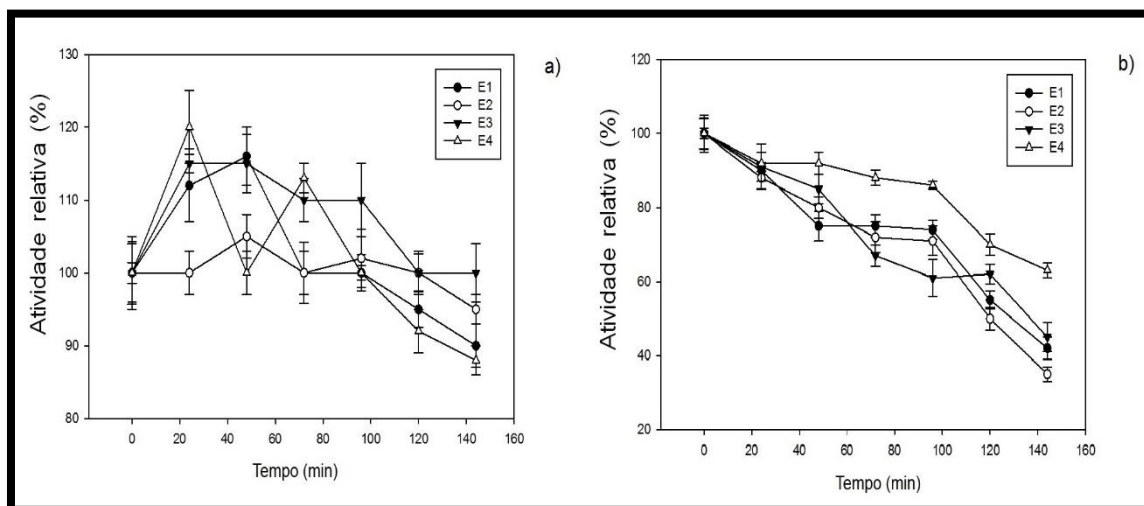 a)
130
120
110
100
90
80
Atividade relativa (%)
E1
E2
E3
E4
0 20 40 60 80 100 120 140 160
Tempo (min)
b)
120
100
80
60
40
20
Atividade relativa (%)
E1
E2
E3
E4
0 20 40 60 80 100 120 140 160
Tempo (min)